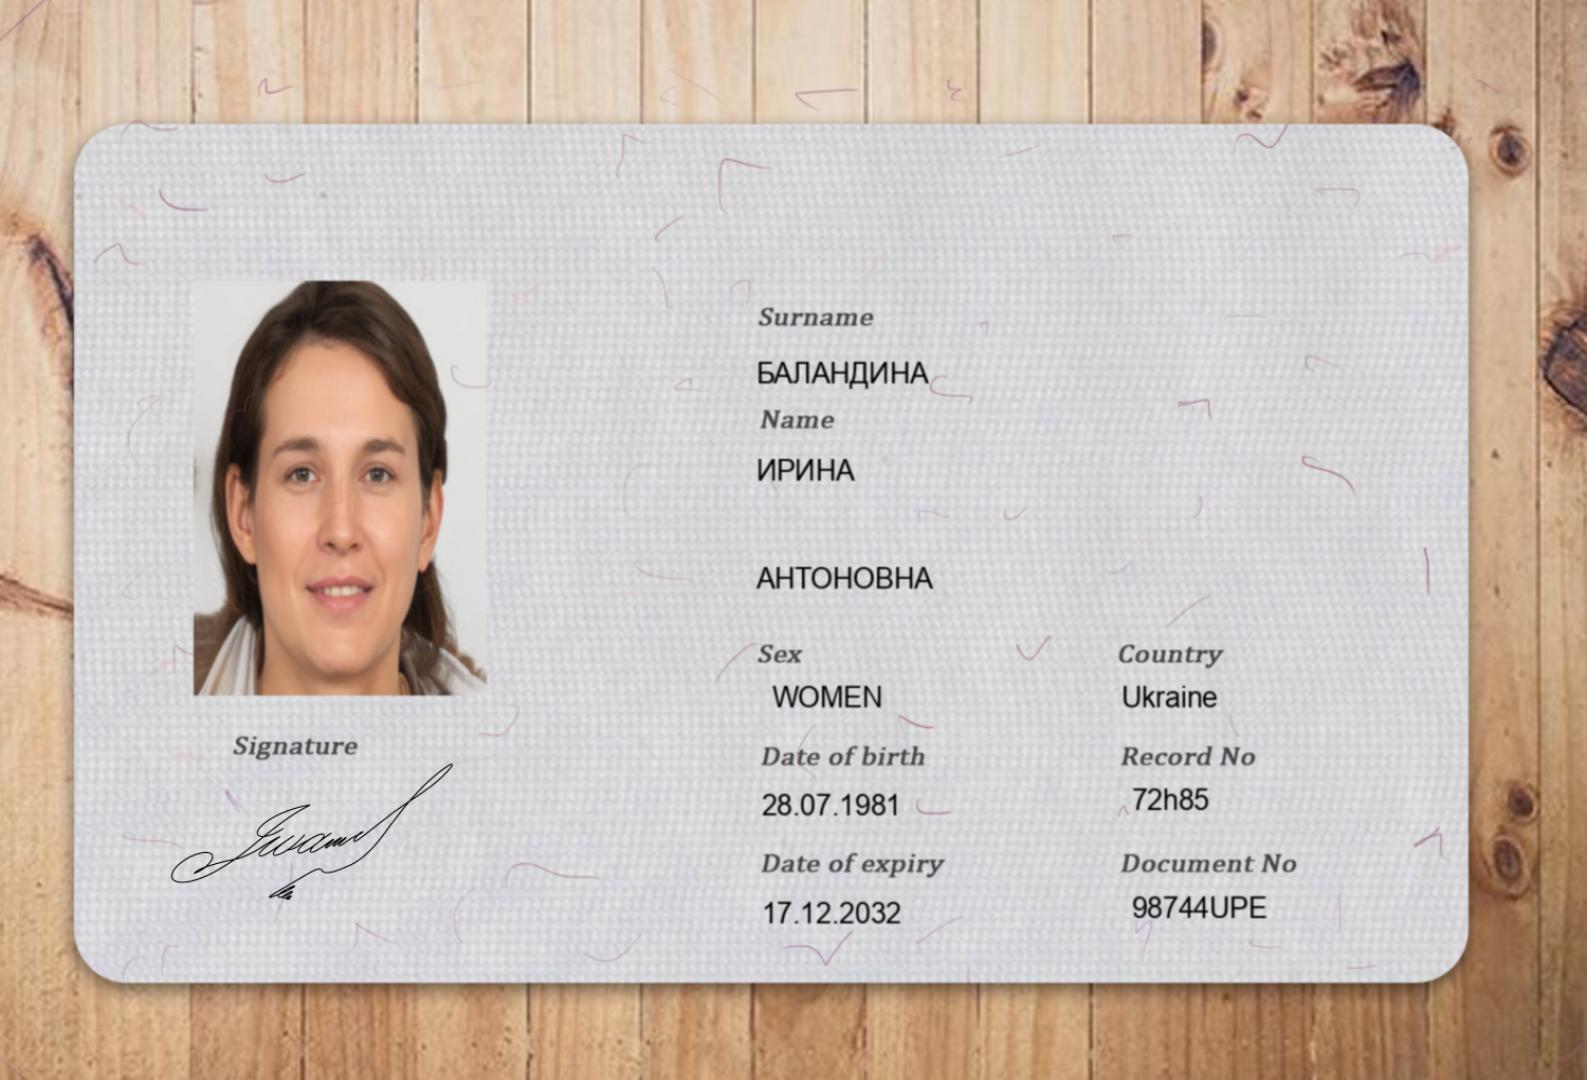 Surname
БАЛАНДИНА
Name
ИРИНА
АНТОНОВНА
Sex
WOMEN
Country
Ukraine
Date of birth
28.07.1981
Record No
72h85
Date of expiry
17.12.2032
Document No
98744UPE
Signature